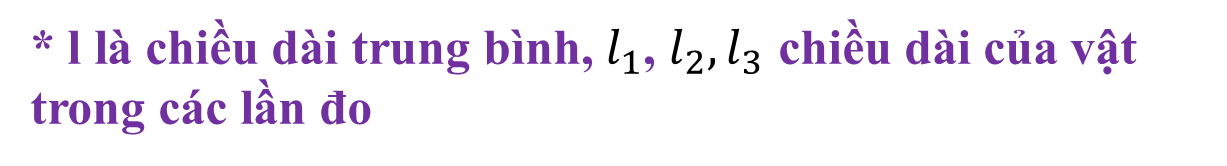 * l là chiều dài trung bình, l₁, l₂, l₃ chiều dài của vật
trong các lần đo